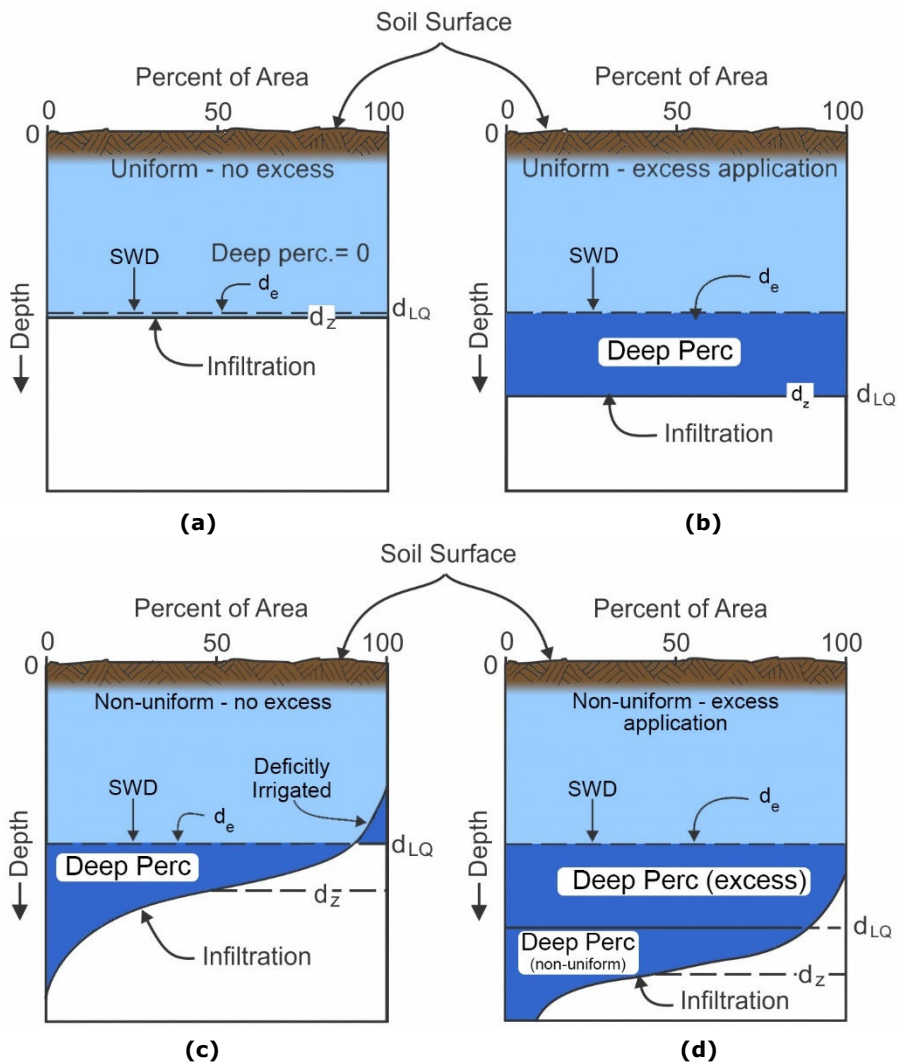 Soil Surface
Percent of Area
Percent of Area
0
50
100
0
50
100
0
Uniform - no excess
Uniform - excess application
Deep perc.= 0
SWD
de
dLQ
dz
Infiltration
Depth
SWD
de
Deep Perc
dz
dLQ
Infiltration
(a)
(b)
Soil Surface
Percent of Area
Percent of Area
0
50
100
0
50
100
0
Non-uniform - no excess
Non-uniform - excess
application
Deficitly
Irrigated
SWD
de
dLQ
Deep Perc
dz
Infiltration
Depth
SWD
de
Deep Perc (excess)
dLQ
Deep Perc
(non-uniform)
dz
Infiltration
(c)
(d)